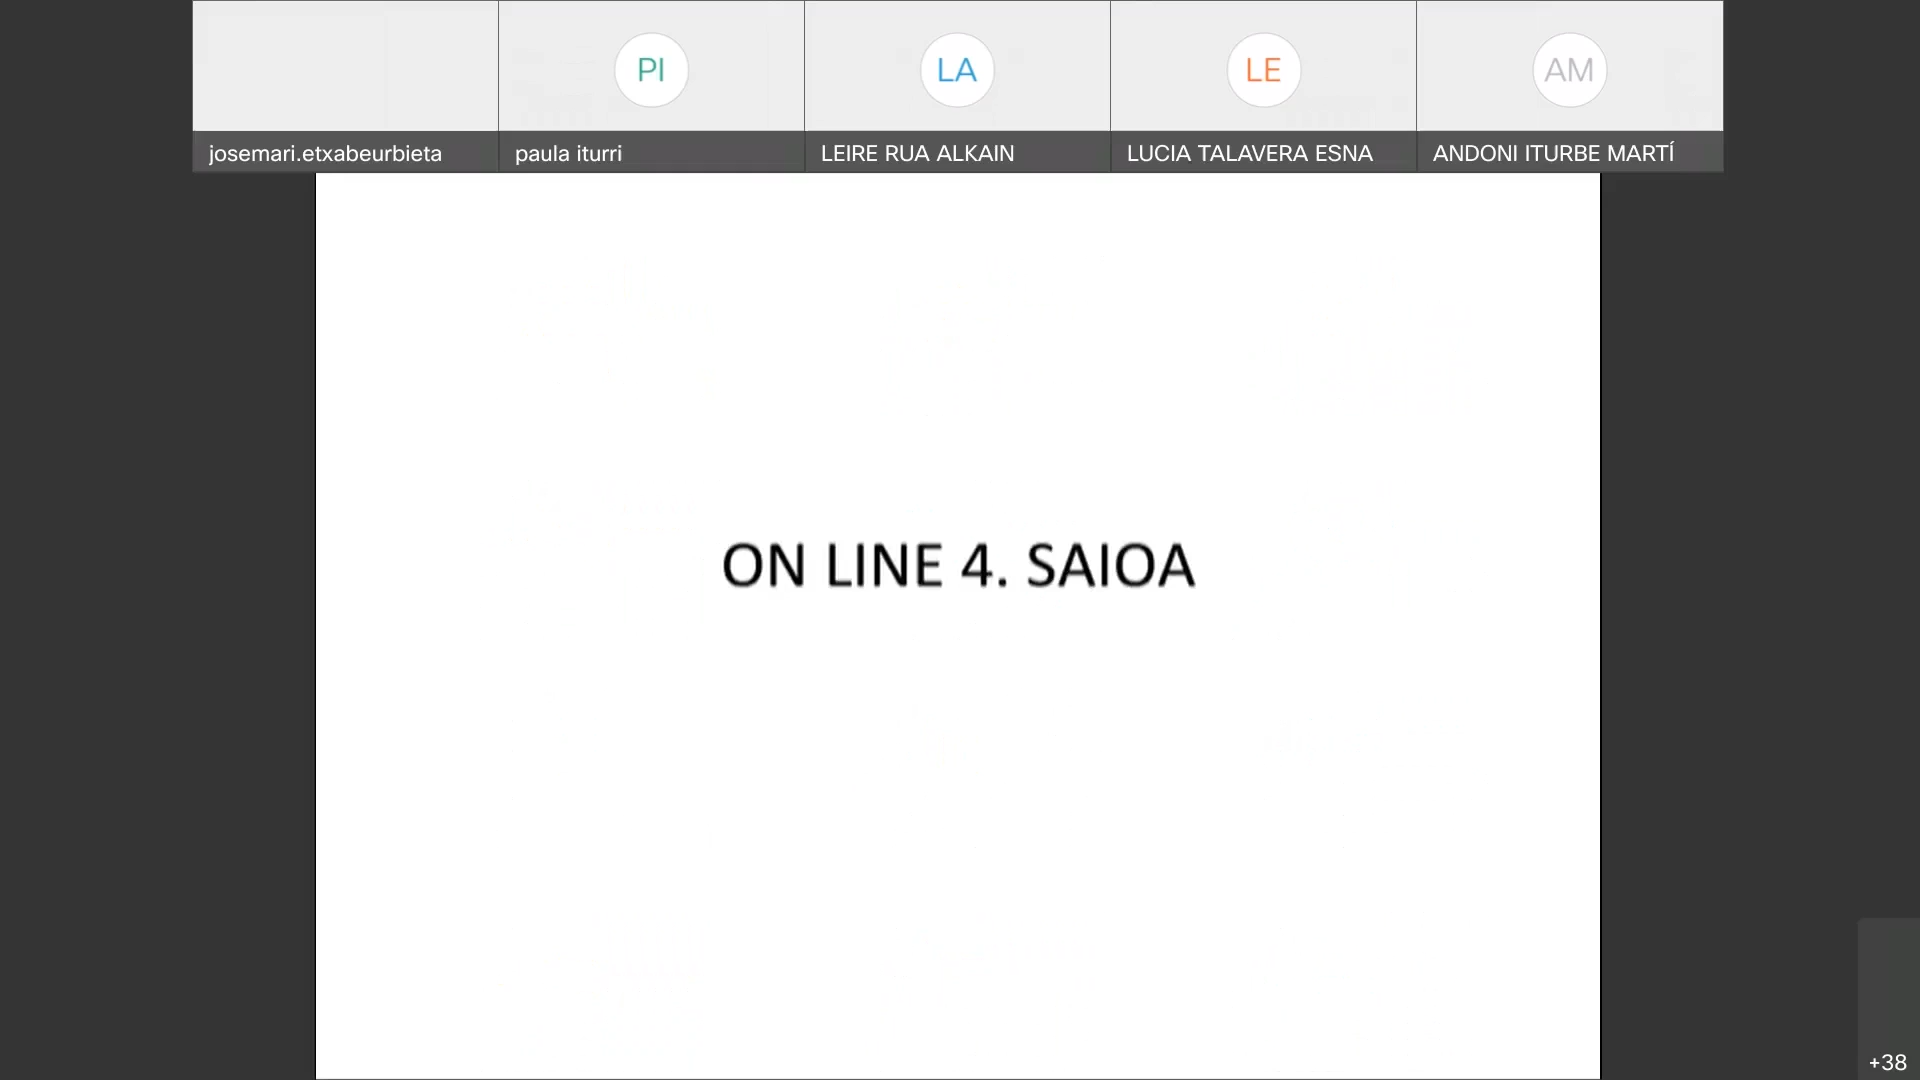 PI
LA
LE
AM
josemari.etxabeurbieta
paula iturri
LEIRE RUA ALKAIN
LUCIA TALAVERA ESNA
ANDONI ITURBE MARTÍ
ON LINE 4. SAIOA
+38